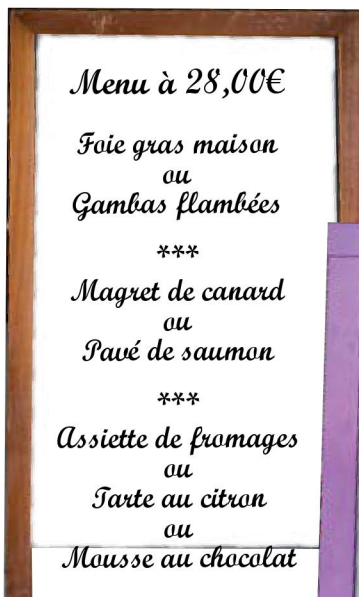 Menu à 28,00€
Foie gras maison
ou
Gambas flambées
***
Magret de canard
ou
Pavé de saumon
***
Assiette de fromages
ou
Tarte au citron
ou
Mousse au chocolat